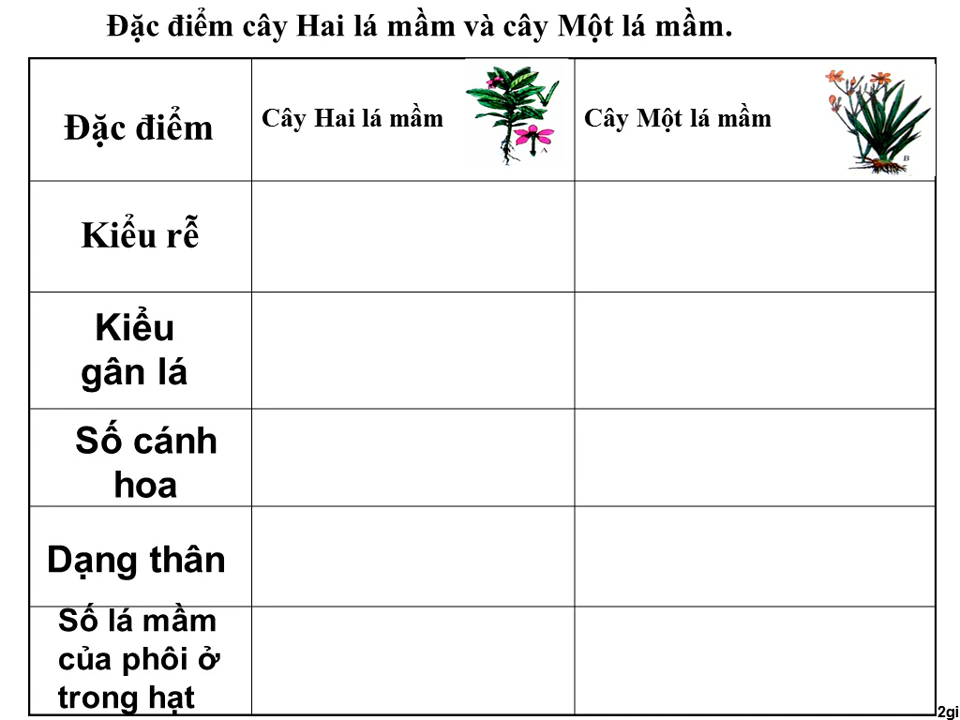 Đặc điểm cây Hai lá mầm và cây Một lá mầm.
Đặc điểm
Cây Hai lá mầm
Cây Một lá mầm
A
B
Kiểu rễ
Kiểu
gân lá
Số cánh
hoa
Dạng thân
Số lá mầm
của phôi ở
trong hạt
2gi